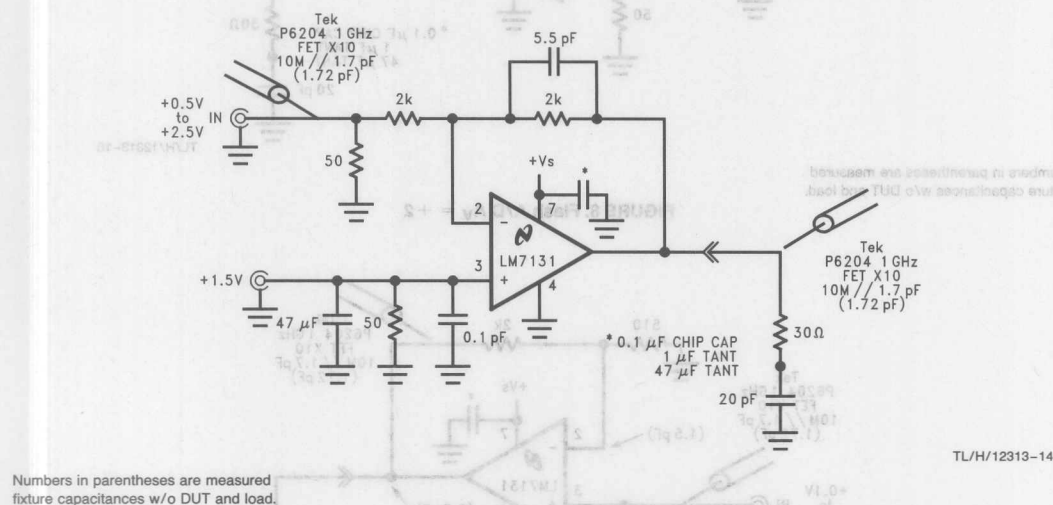 Tek
P6204 1 GHz
FET X10
10M // 1.7 pF
(1.72 pF)
5.5 pF
2k
2k
+0.5V
to
+2.5V
IN
50
+Vs
*
7
2
-
LM7131
3
+
4
+1.5V
47 μF
50
0.1 pF
* 0.1 μF CHIP CAP
1 μF TANT
47 μF TANT
Tek
P6204 1 GHz
FET X10
10M // 1.7 pF
(1.72 pF)
30Ω
20 pF
TL/H/12313–14
Numbers in parentheses are measured
fixture capacitances w/o DUT and load.